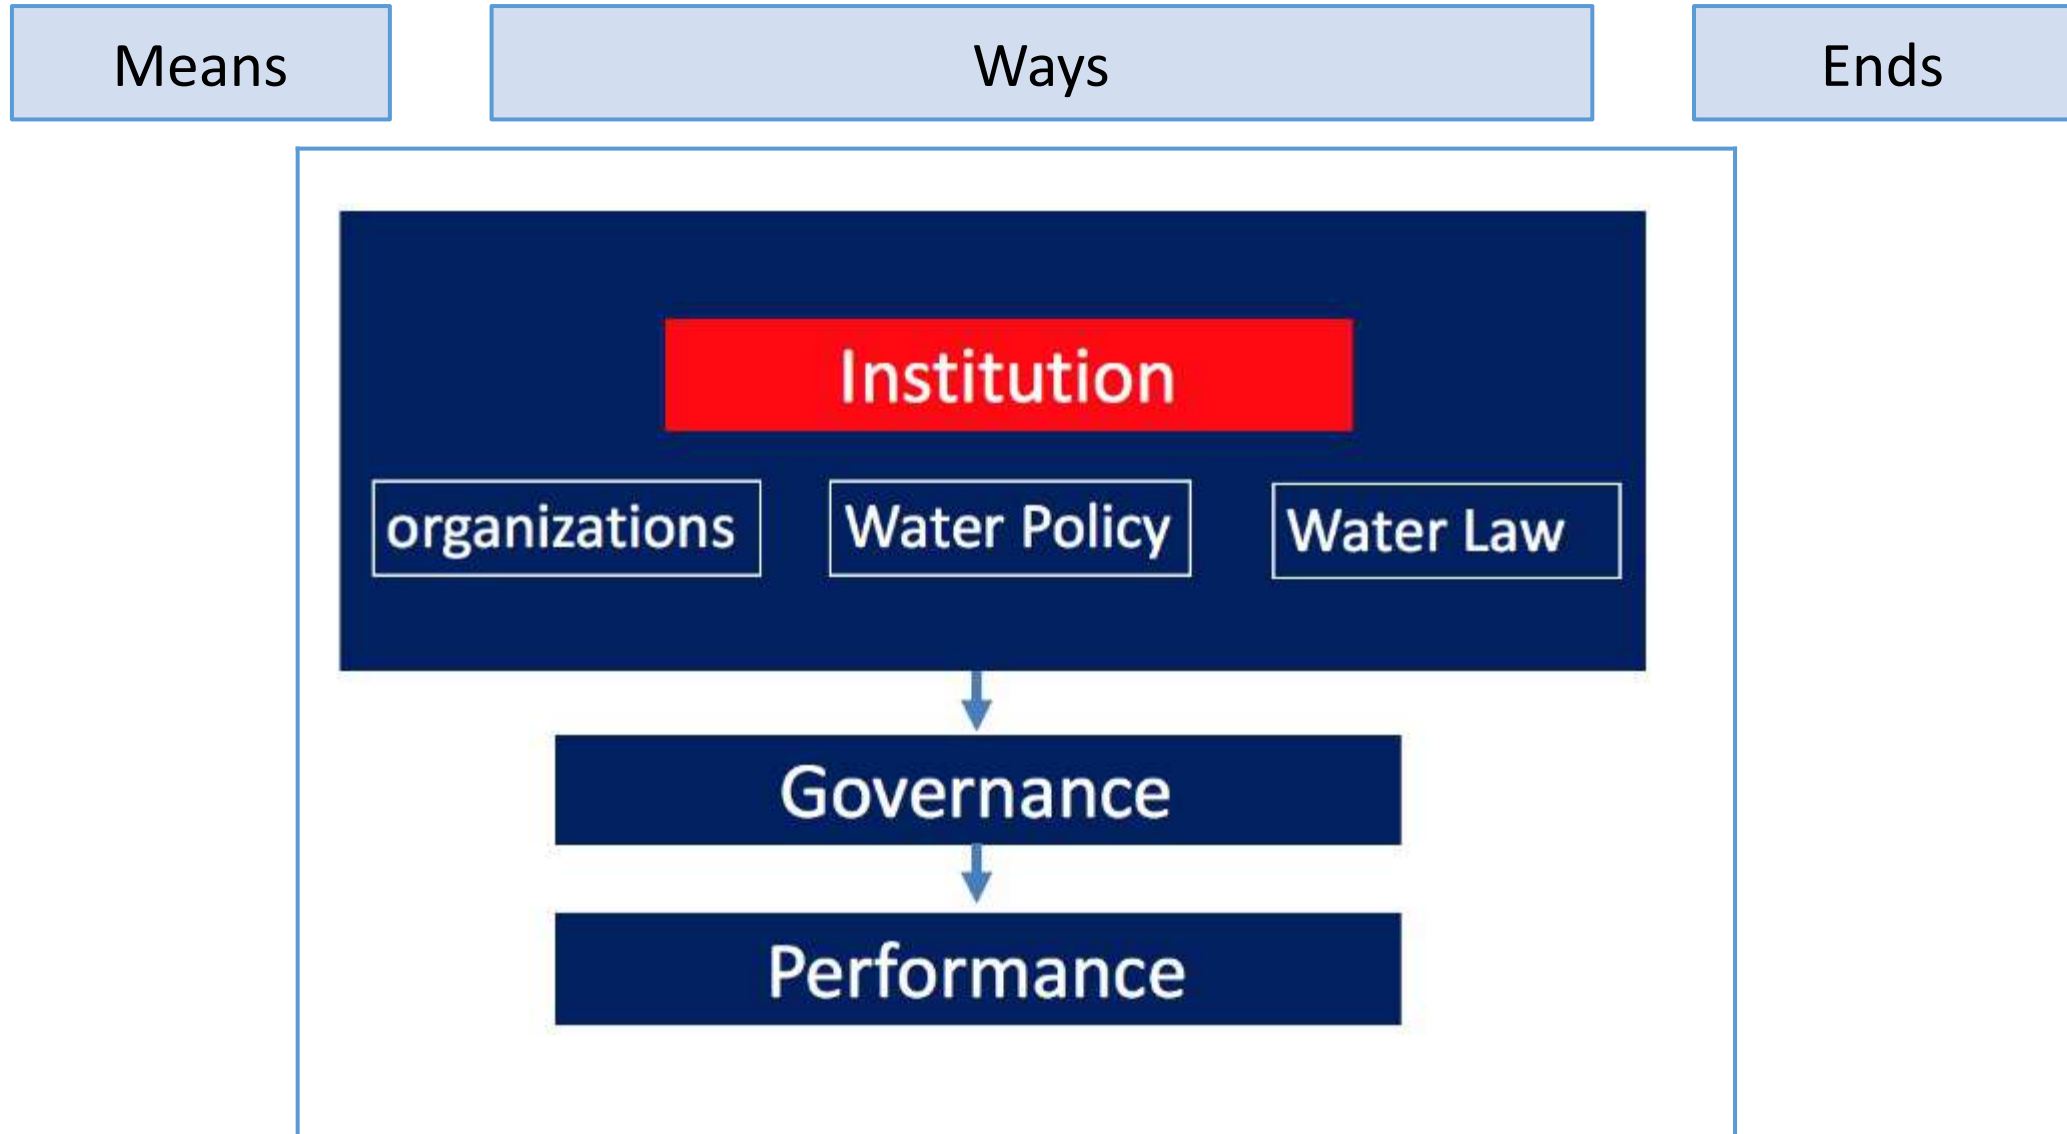 Means
Ways
Ends
Institution
organizations
Water Policy
Water Law
Governance
Performance